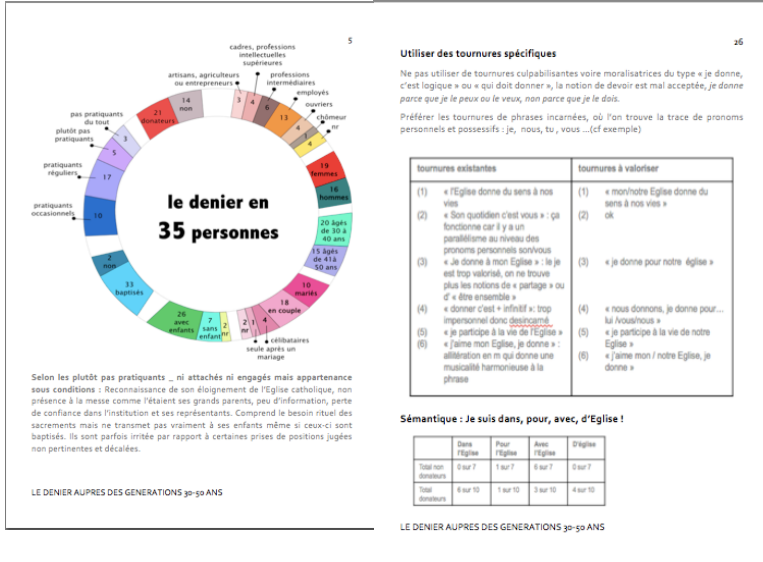 5
cadres, professions
intellectuelles
supérieures
artisans, agriculteurs
ou entrepreneurs
professions
intermédiaires
employés
ouvriers
chômeur
nr
21
donateurs
14
non
3
4
6
13
4
1
4
pas pratiquants
du tout
3
plutôt pas
pratiquants
5
pratiquants
réguliers
17
pratiquants
occasionnels
10
19
femmes
16
hommes
le denier en
35 personnes
20 âgés
de 30 à
40 ans
15 âgés
de 41à
50 ans
2
non
33
baptisés
10
mariés
18
en couple
26
avec
enfants
7
sans
enfant
2
nr
2
nr
1
4
célibataires
seule après un
mariage
Selon les plutôt pas pratiquants _ ni attachés ni engagés mais appartenance
sous conditions : Reconnaissance de son éloignement de l'Eglise catholique, non
présence à la messe comme l'étaient ses grands parents, peu d'information, perte
de confiance dans l'institution et ses représentants. Comprend le besoin rituel des
sacrements mais ne transmet pas vraiment à ses enfants même si ceux-ci sont
baptisés. Ils sont parfois irritée par rapport à certaines prises de positions jugées
non pertinentes et décalées.
LE DENIER AUPRES DES GENERATIONS 30-50 ANS
26
Utiliser des tournures spécifiques
Ne pas utiliser de tournures culpabilisantes voire moralisatrices du type « je donne,
c'est logique » ou « qui doit donner », la notion de devoir est mal acceptée, je donne
parce que je le peux ou le veux, non parce que je le dois.
Préférer les tournures de phrases incarnées, où l'on trouve la trace de pronoms
personnels et possessifs : je, nous, tu , vous ...(cf exemple)
tournures existantes
tournures à valoriser
(1) « l'Eglise donne du sens à nos
vies
(1) « mon/notre Eglise donne du
sens à nos vies »
(2) « Son quotidien c'est vous » : ça
fonctionne car il y a un
parallélisme au niveau des
pronoms personnels son/vous
(2) ok
(3) « Je donne à mon Eglise » : le je
est trop valorisé, on ne trouve
plus les notions de « partage » ou
d' « être ensemble »
(3) « je donne pour notre église »
(4) « donner c'est + infinitif »: trop
impersonnel donc desincarné
(4) « nous donnons, je donne pour...
lui /vous/nous »
(5) « je participe à la vie de l'Eglise »
(5) « je participe à la vie de notre
Eglise »
(6) « j'aime mon Eglise, je donne » :
allitération en m qui donne une
musicalité harmonieuse à la
phrase
(6) « j'aime mon / notre Eglise, je
donne »
Sémantique : Je suis dans, pour, avec, d'Eglise !
Dans
l'Eglise
Pour
l'Eglise
Avec
l'Eglise
D'église
Total non
donateurs
0 sur 7
1 sur 7
6 sur 7
0 sur 7
Total
donateurs
6 sur 10
1 sur 10
3 sur 10
4 sur 10
LE DENIER AUPRES DES GENERATIONS 30-50 ANS